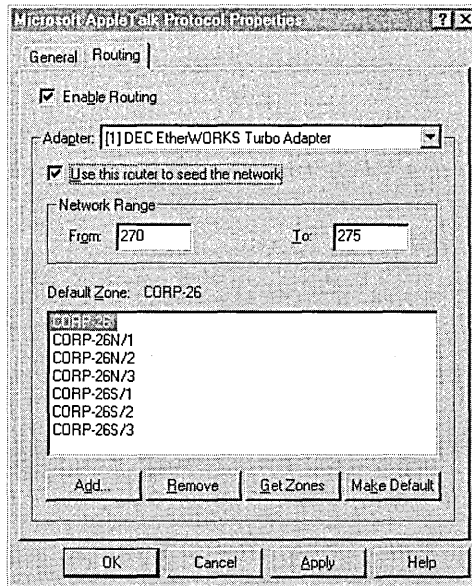 Microsoft AppleTalk Protocol Properties ? X
General Routing
Enable Routing
Adapter: [1] DEC EtherWORKS Turbo Adapter
Use this router to seed the network
Network Range
From: 270 To: 275
Default Zone: CORP-26
CORP-26
CORP-26N/1
CORP-26N/2
CORP-26N/3
CORP-26S/1
CORP-26S/2
CORP-26S/3
Add... Remove Get Zones Make Default
OK Cancel Apply Help